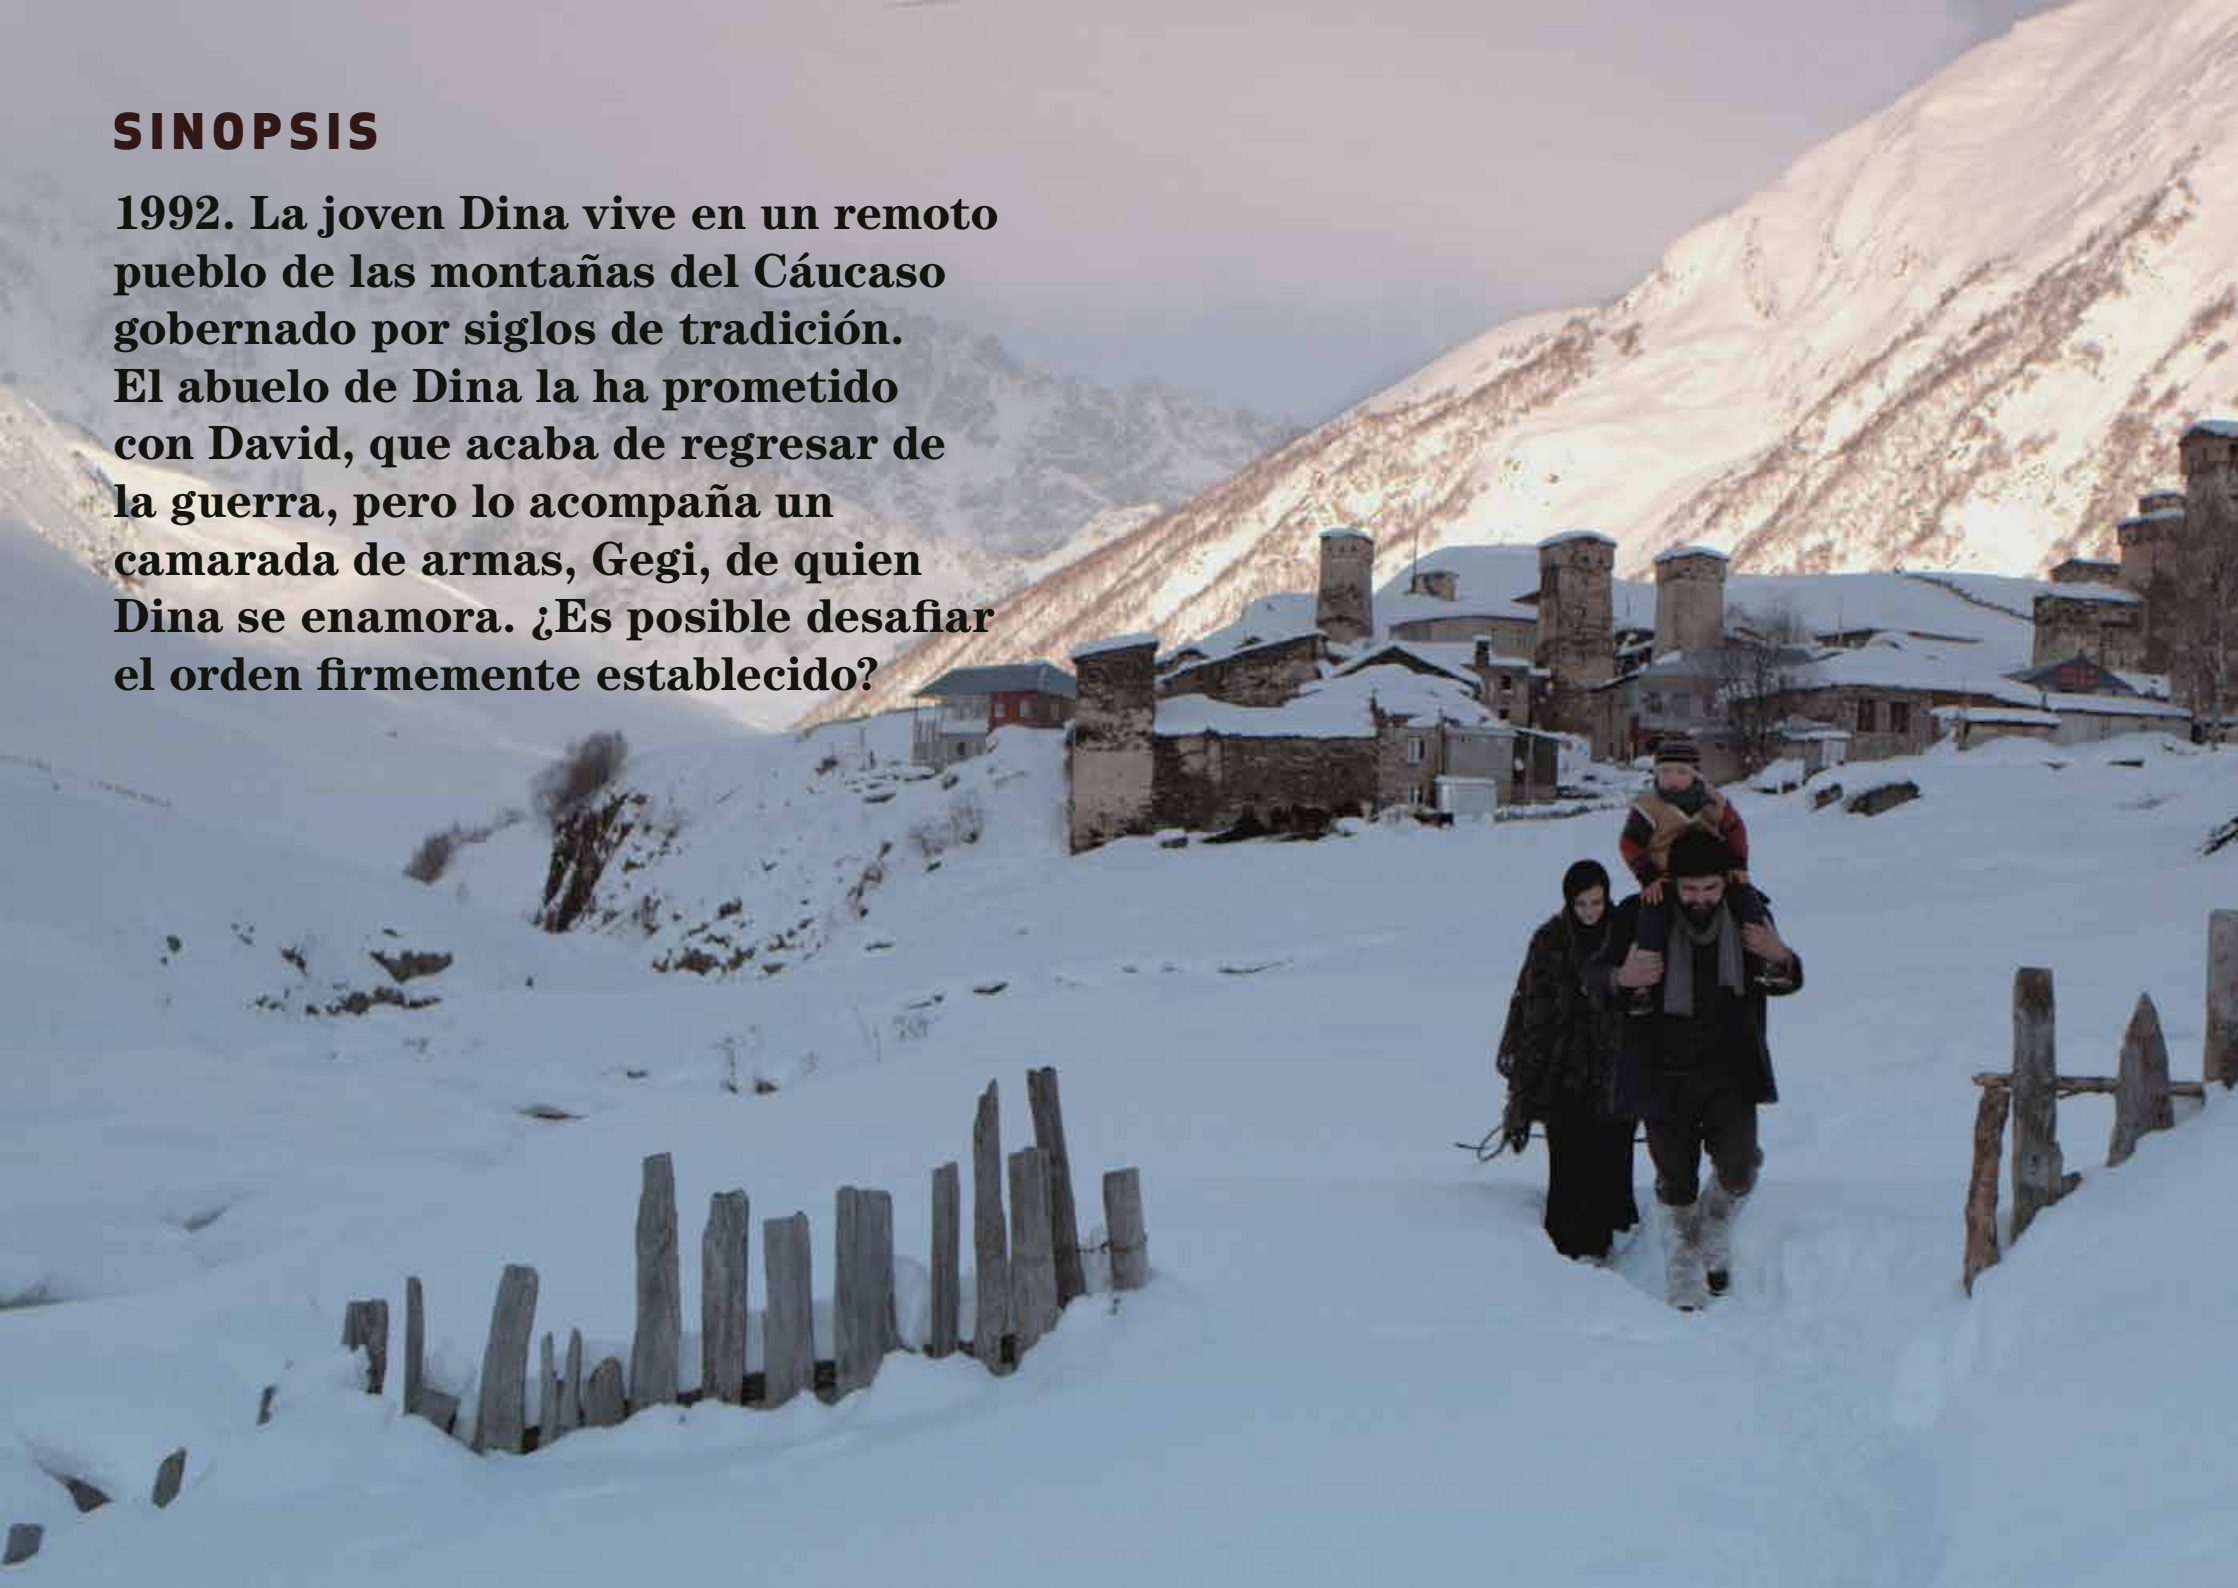 SINOPSIS
1992. La joven Dina vive en un remoto
pueblo de las montañas del Cáucaso
gobernado por siglos de tradición.
El abuelo de Dina la ha prometido
con David, que acaba de regresar de
la guerra, pero lo acompaña un
camarada de armas, Gegi, de quien
Dina se enamora. ¿Es posible desafiar
el orden firmemente establecido?